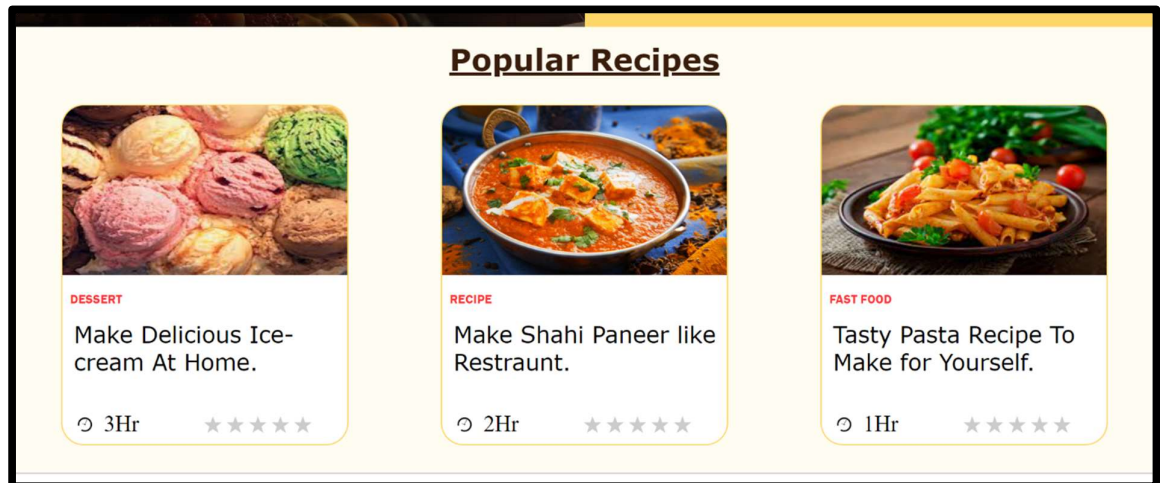 Popular Recipes
DESSERT
Make Delicious Ice-
cream At Home.
3Hr
RECIPE
Make Shahi Paneer like
Restraunt.
2Hr
FAST FOOD
Tasty Pasta Recipe To
Make for Yourself.
1Hr